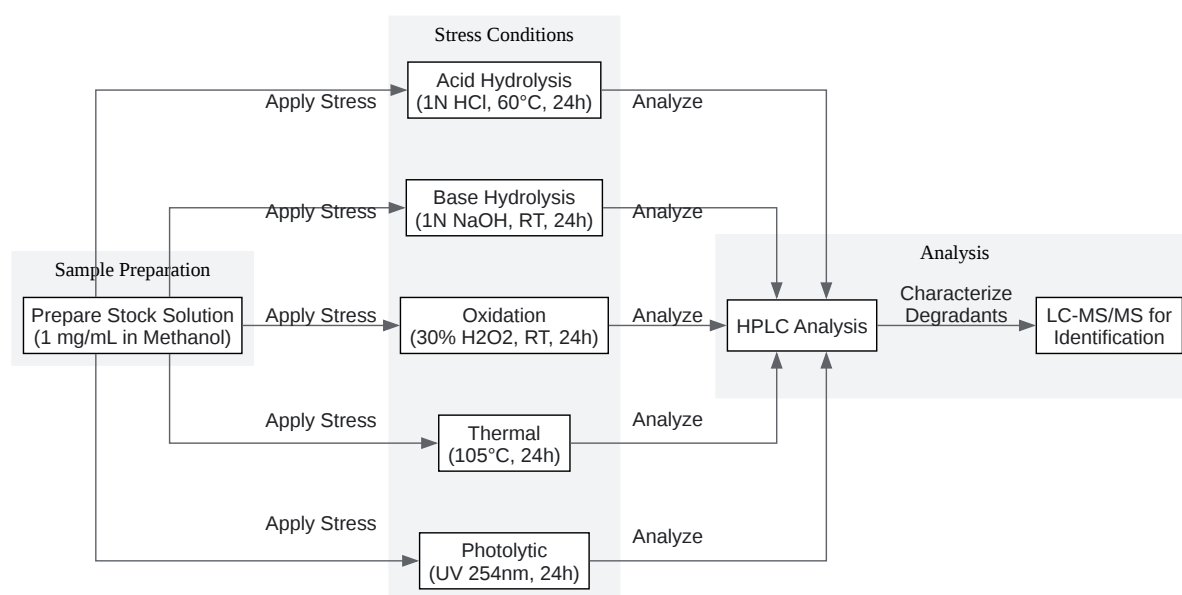 Stress Conditions
Acid Hydrolysis
(1N HCl, 60°C, 24h)
Apply Stress
Analyze
Base Hydrolysis
(1N NaOH, RT, 24h)
Apply Stress
Analyze
Sample Preparation
Prepare Stock Solution
(1 mg/mL in Methanol)
Apply Stress
Oxidation
(30% H2O2, RT, 24h)
Analyze
Analysis
HPLC Analysis
Characterize
Degradants
LC-MS/MS for
Identification
Apply Stress
Thermal
(105°C, 24h)
Analyze
Apply Stress
Photolytic
(UV 254nm, 24h)
Analyze